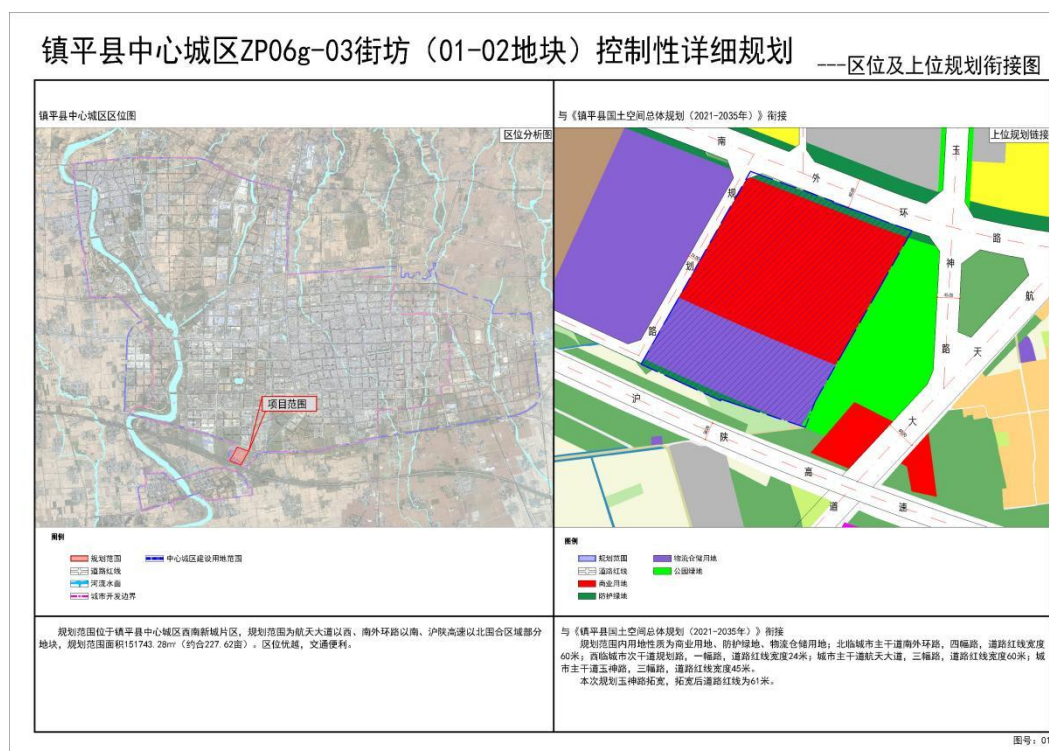 镇平县中心城区ZP06g-03街坊（01-02地块）控制性详细规划
---区位及上位规划衔接图
镇平县中心城区区位图
区位分析图
项目范围
图例
规划范围
中心城区建设用地范围
道路红线
河流水面
城市开发边界
规划范围位于镇平县中心城区西南新城片区，规划范围为航天大道以西、南外环路以南、沪陕高速以北围合区域部分
地块，规划范围面积151743.28㎡（约合227.62亩）。区位优越，交通便利。
与《镇平县国土空间总体规划（2021-2035年）》衔接
上位规划链接
南外环路
规划路
玉神路
航天大道
沪陕高速
图例
规划范围
物流仓储用地
道路红线
公园绿地
商业用地
防护绿地
与《镇平县国土空间总体规划（2021-2035年）》衔接
规划范围内用地性质为商业用地、防护绿地、物流仓储用地；北临城市主干道南外环路，四幅路，道路红线宽度
60米；西临城市次干道规划路，一幅路，道路红线宽度24米；城市主干道航天大道，三幅路，道路红线宽度60米；城
市主干道玉神路，三幅路，道路红线宽度45米。
本次规划玉神路拓宽，拓宽后道路红线为61米。
图号：01